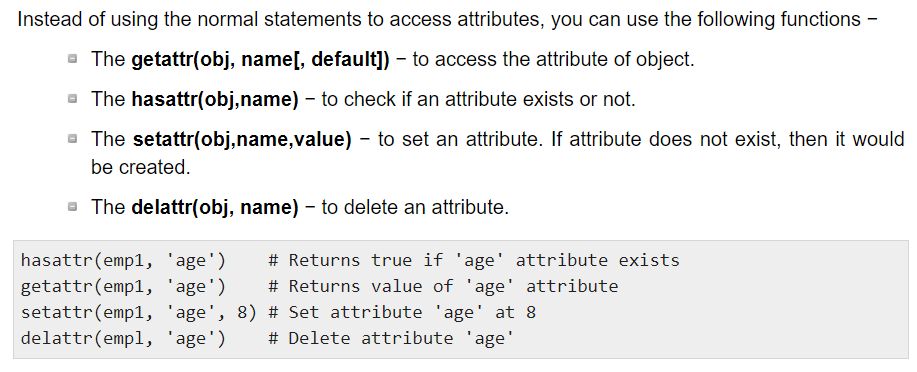 Instead of using the normal statements to access attributes, you can use the following functions −
The getattr(obj, name[, default]) − to access the attribute of object.
The hasattr(obj,name) − to check if an attribute exists or not.
The setattr(obj,name,value) − to set an attribute. If attribute does not exist, then it would
be created.
The delattr(obj, name) − to delete an attribute.
hasattr(emp1, 'age')    # Returns true if 'age' attribute exists
getattr(emp1, 'age')    # Returns value of 'age' attribute
setattr(emp1, 'age', 8) # Set attribute 'age' at 8
delattr(empl, 'age')    # Delete attribute 'age'